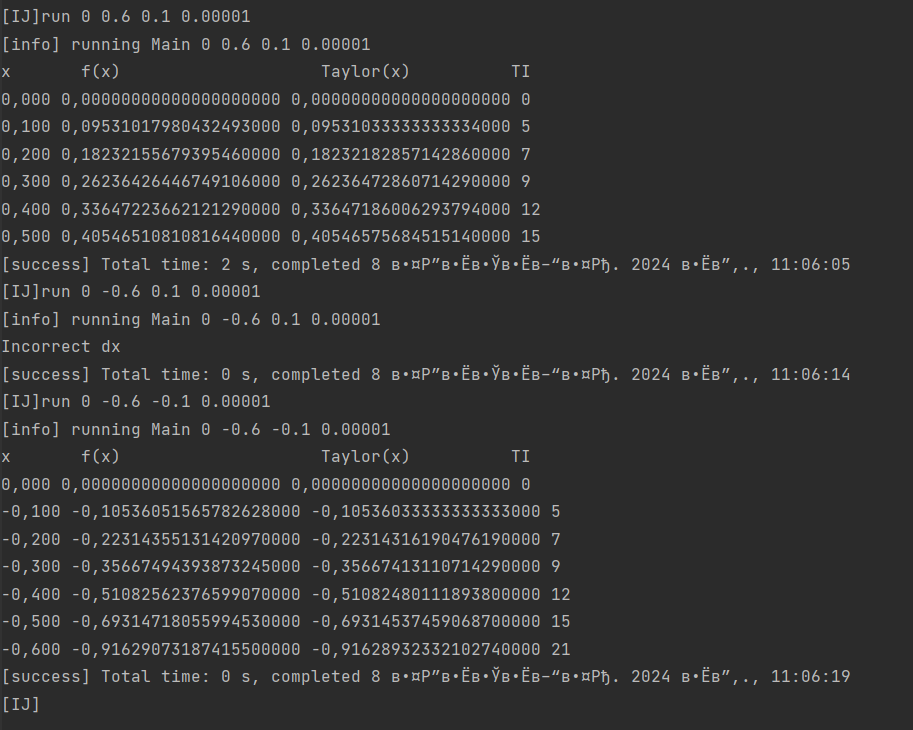 [IJ]run 0 0.6 0.1 0.00001
[info] running Main 0 0.6 0.1 0.00001
x       f(x)                    Taylor(x)          TI
0,000 0,00000000000000000000 0,00000000000000000000 0
0,100 0,09531017980432493000 0,09531033333333334000 5
0,200 0,18232155679395460000 0,18232182857142860000 7
0,300 0,26236426446749106000 0,26236472860714290000 9
0,400 0,33647223662121290000 0,33647186006293794000 12
0,500 0,40546510810816440000 0,40546575684515140000 15
[success] Total time: 2 s, completed 8 в•¤Р”в•Ёв•Ўв•Ёв–“в•¤Рђ. 2024 в•Ёв”‚., 11:06:05
[IJ]run 0 -0.6 0.1 0.00001
[info] running Main 0 -0.6 0.1 0.00001
Incorrect dx
[success] Total time: 0 s, completed 8 в•¤Р”в•Ёв•Ўв•Ёв–“в•¤Рђ. 2024 в•Ёв”‚., 11:06:14
[IJ]run 0 -0.6 -0.1 0.00001
[info] running Main 0 -0.6 -0.1 0.00001
x       f(x)                    Taylor(x)          TI
0,000 0,00000000000000000000 0,00000000000000000000 0
-0,100 -0,10536051565782628000 -0,10536033333333333000 5
-0,200 -0,22314355131420970000 -0,22314316190476190000 7
-0,300 -0,35667494393873245000 -0,35667413110714290000 9
-0,400 -0,51082562376599070000 -0,51082480111893800000 12
-0,500 -0,69314718055994530000 -0,69314537459068700000 15
-0,600 -0,91629073187415500000 -0,91628932332102740000 21
[success] Total time: 0 s, completed 8 в•¤Р”в•Ёв•Ўв•Ёв–“в•¤Рђ. 2024 в•Ёв”‚., 11:06:19
[IJ]